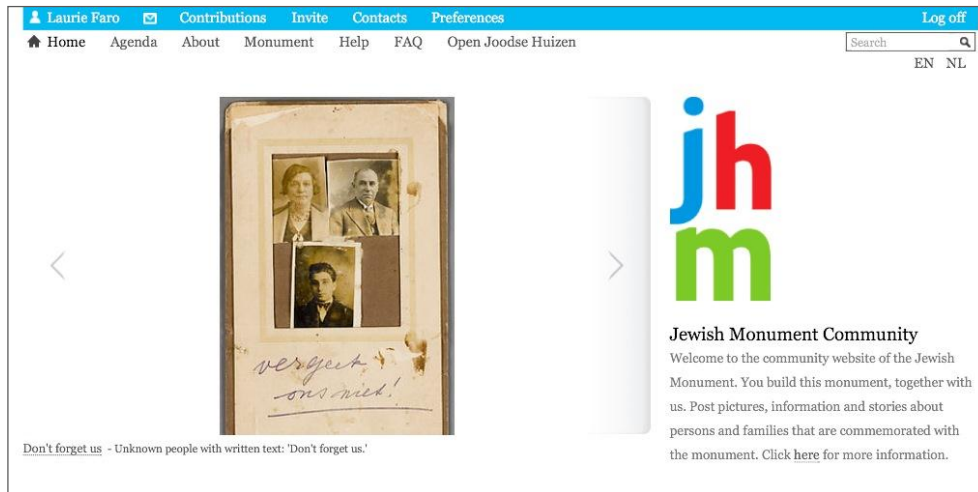 Laurie Faro Contributions Invite Contacts Preferences Log off
Home Agenda About Monument Help FAQ Open Joodse Huizen Search
EN NL
jh
m
vergeet
ons niet!
Jewish Monument Community
Welcome to the community website of the Jewish
Monument. You build this monument, together with
us. Post pictures, information and stories about
persons and families that are commemorated with
the monument. Click here for more information.
Don't forget us - Unknown people with written text: 'Don't forget us.'